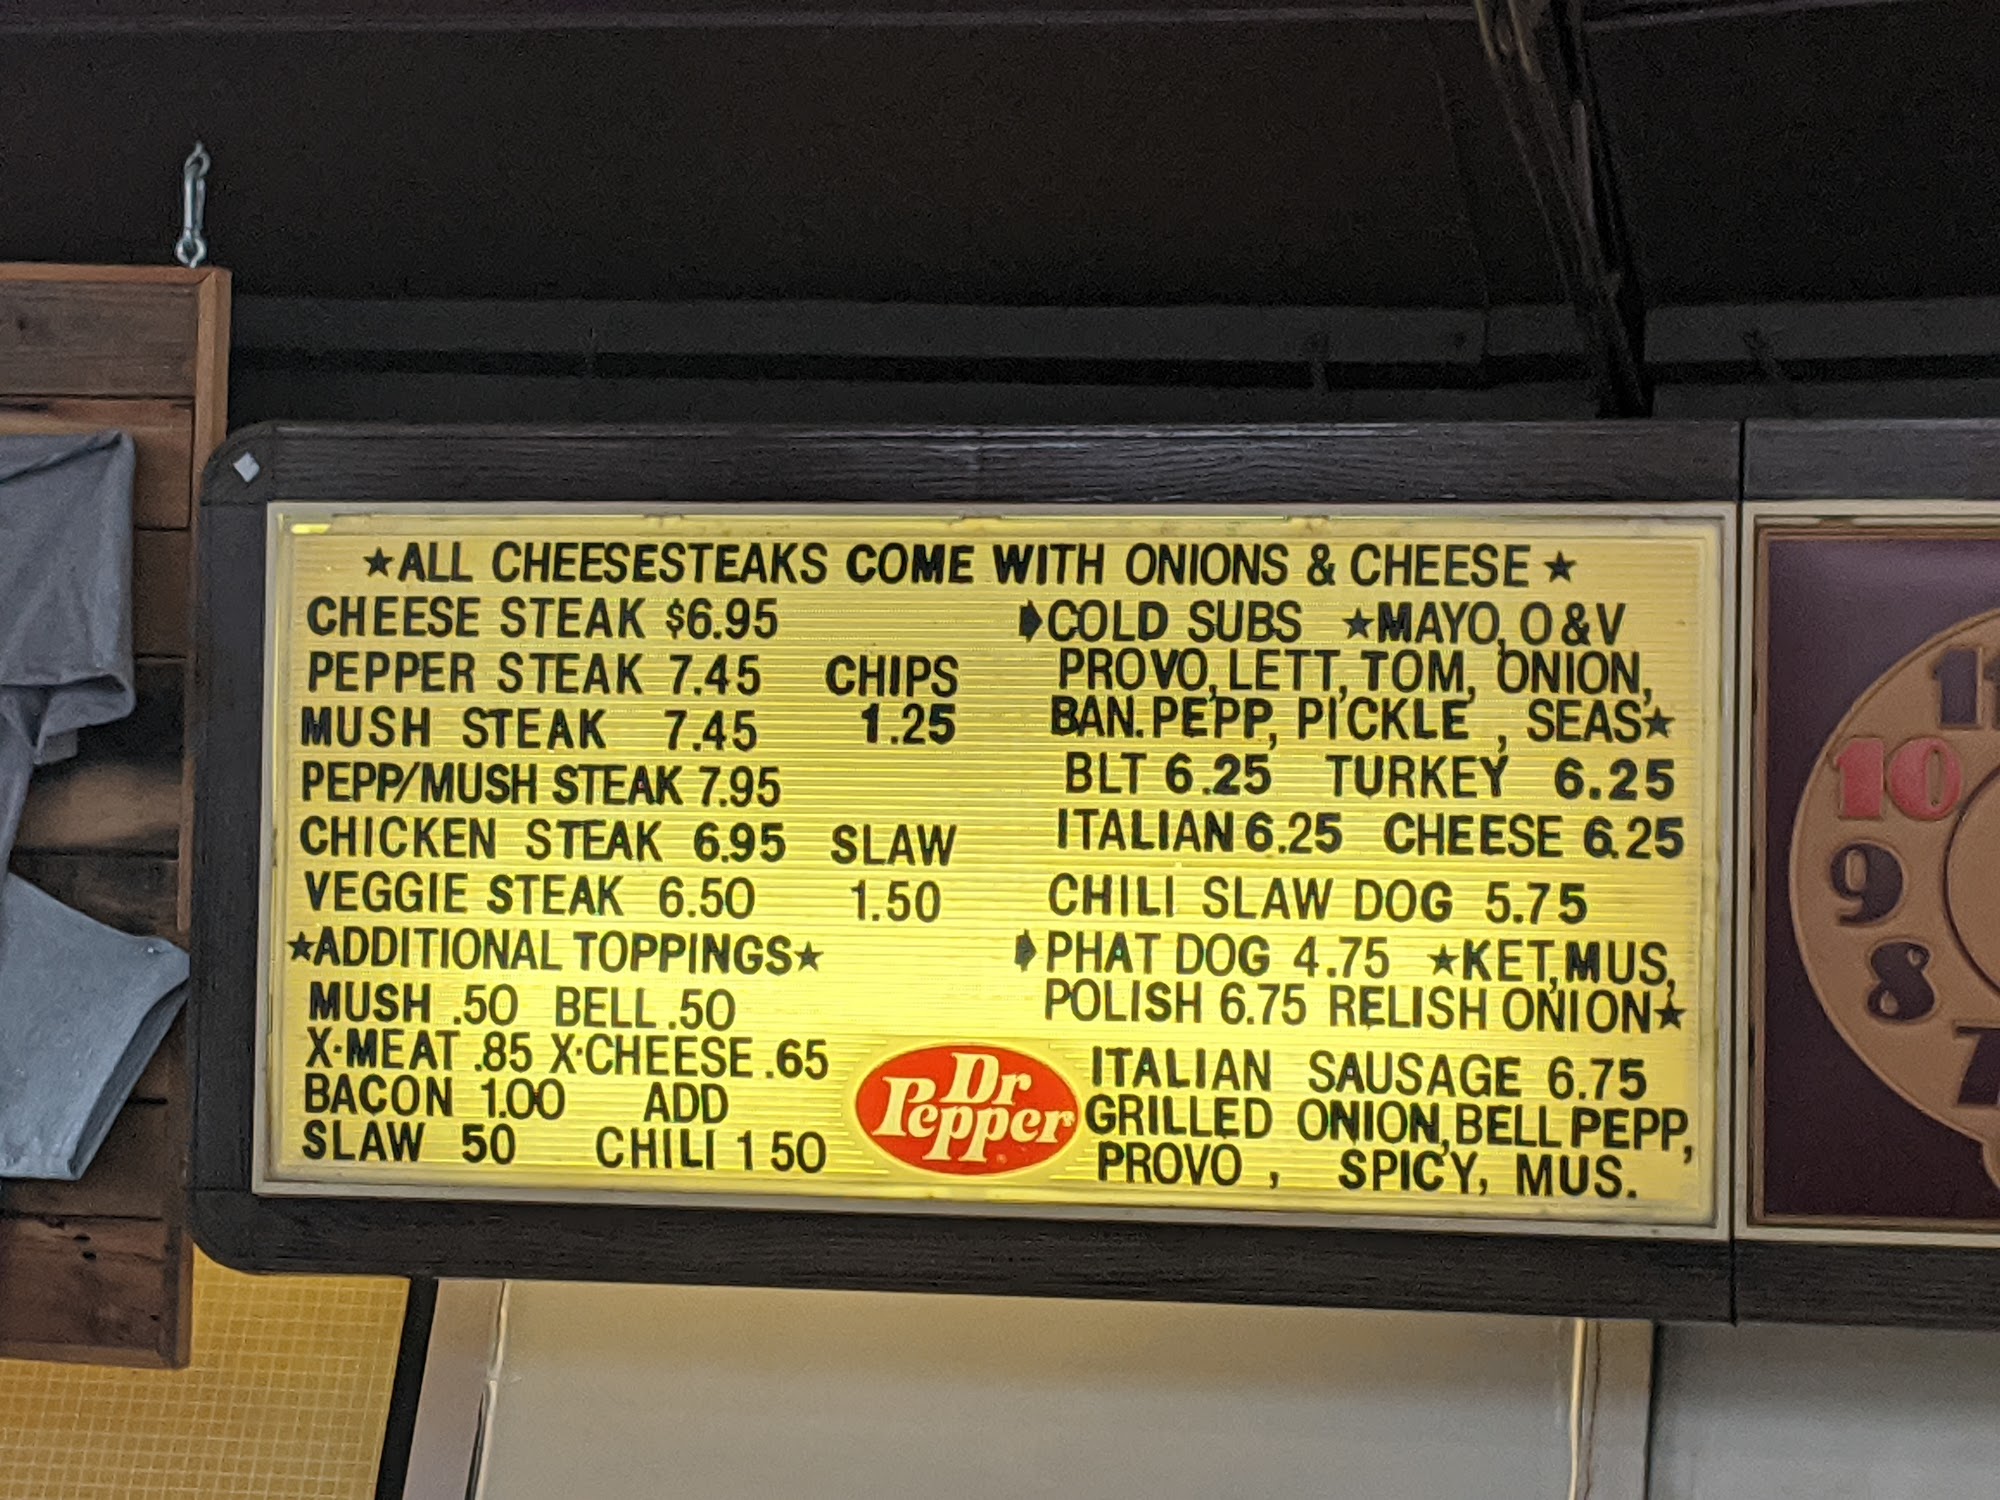 ★ALL CHEESESTEAKS COME WITH ONIONS & CHEESE★
CHEESE STEAK $6.95
PEPPER STEAK 7.45
MUSH STEAK 7.45
PEPP/MUSH STEAK 7.95
CHICKEN STEAK 6.95
VEGGIE STEAK 6.50
CHIPS
1.25
SLAW
1.50
★ADDITIONAL TOPPINGS★
MUSH .50 BELL .50
X·MEAT .85 X·CHEESE .65
BACON 1.00 ADD
SLAW 50 CHILI 1 50
COLD SUBS ★MAYO, O & V
PROVO, LETT, TOM, ONION,
BAN. PEPP, PICKLE , SEAS★
BLT 6.25 TURKEY 6.25
ITALIAN 6.25 CHEESE 6.25
CHILI SLAW DOG 5.75
PHAT DOG 4.75 ★KET, MUS,
POLISH 6.75 RELISH ONION★
ITALIAN SAUSAGE 6.75
GRILLED ONION, BELL PEPP,
PROVO , SPICY, MUS.
Dr
Pepper
11
10
9
8
7